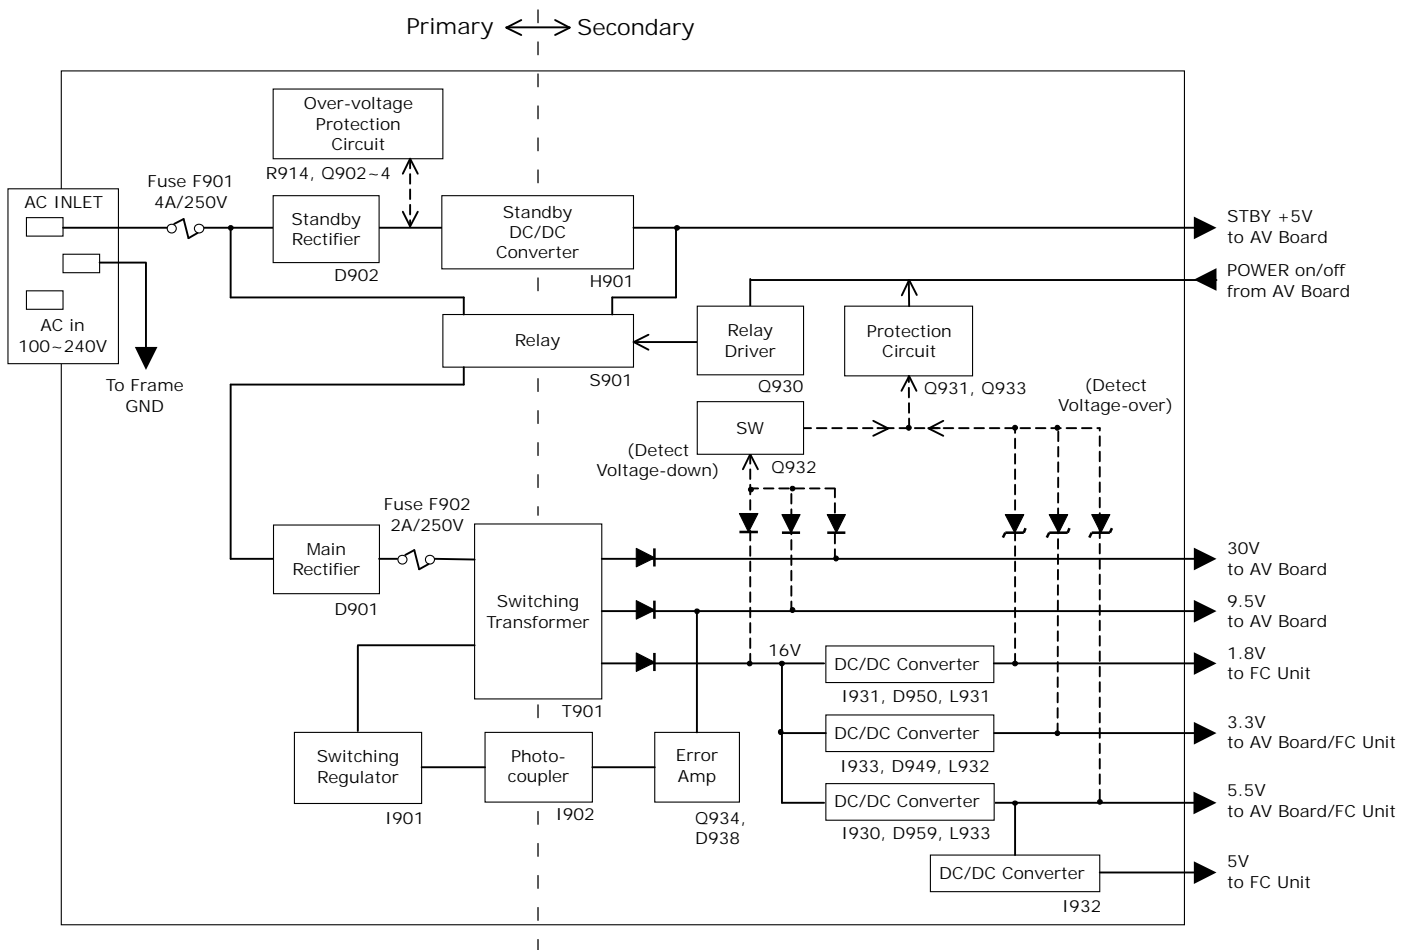 Primary
Secondary
Over-voltage
Protection
Circuit
R914, Q902~4
Fuse F901
4A/250V
AC INLET
AC in
100~240V
To Frame
GND
Standby
Rectifier
D902
Standby
DC/DC
Converter
H901
STBY +5V
to AV Board
POWER on/off
from AV Board
Relay
S901
Relay
Driver
Q930
Protection
Circuit
Q931, Q933
(Detect
Voltage-over)
SW
Q932
(Detect
Voltage-down)
Fuse F902
2A/250V
Main
Rectifier
D901
Switching
Transformer
T901
30V
to AV Board
9.5V
to AV Board
16V
DC/DC Converter
I931, D950, L931
1.8V
to FC Unit
DC/DC Converter
I933, D949, L932
3.3V
to AV Board/FC Unit
Switching
Regulator
I901
Photo-
coupler
I902
Error
Amp
Q934,
D938
DC/DC Converter
I930, D959, L933
5.5V
to AV Board/FC Unit
DC/DC Converter
I932
5V
to FC Unit